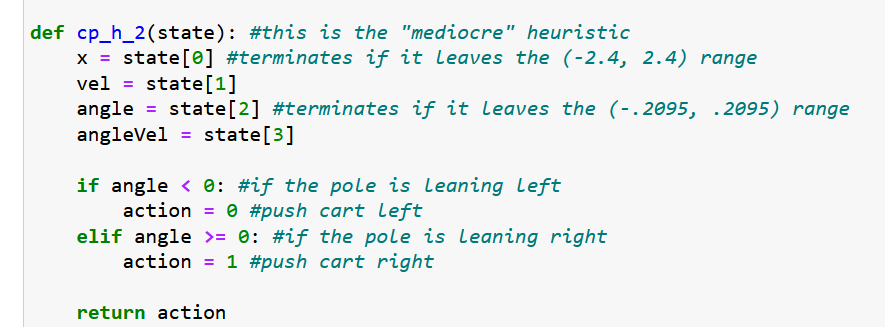 def cp_h_2(state): #this is the "mediocre" heuristic
    x = state[0] #terminates if it leaves the (-2.4, 2.4) range
    vel = state[1]
    angle = state[2] #terminates if it leaves the (-.2095, .2095) range
    angleVel = state[3]

    if angle < 0: #if the pole is leaning left
        action = 0 #push cart left
    elif angle >= 0: #if the pole is leaning right
        action = 1 #push cart right

    return action